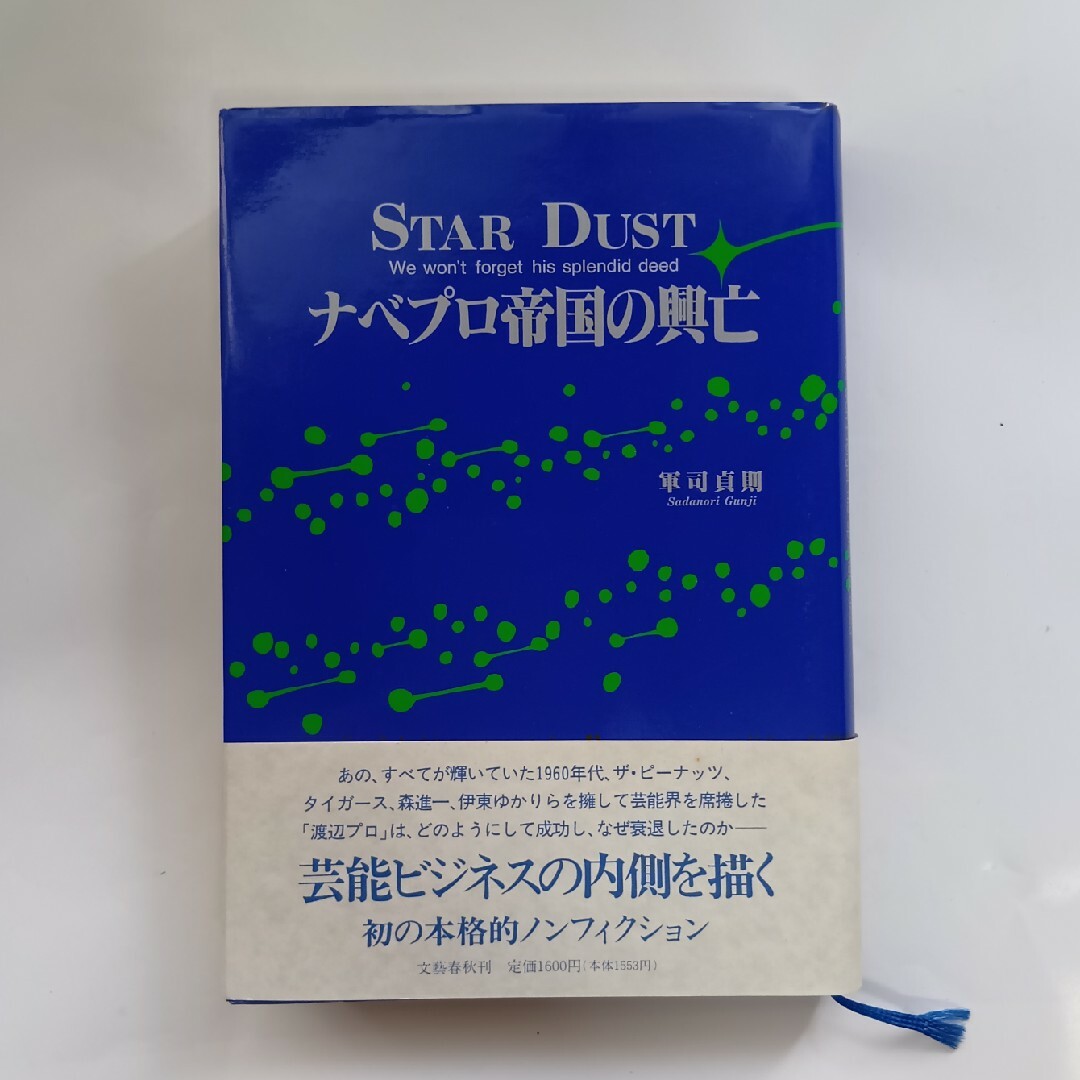 STAR DUST
We won't forget his splendid deed
ナベプロ帝国の興亡
軍司貞則
Sadanori Gunji
あの、すべてが輝いていた1960年代、ザ・ピーナッツ、
タイガース、森進一、伊東ゆかりらを擁して芸能界を席捲した
「渡辺プロ」は、どのようにして成功し、なぜ衰退したのか──
芸能ビジネスの内側を描く
初の本格的ノンフィクション
文藝春秋刊 定価1600円(本体1553円)